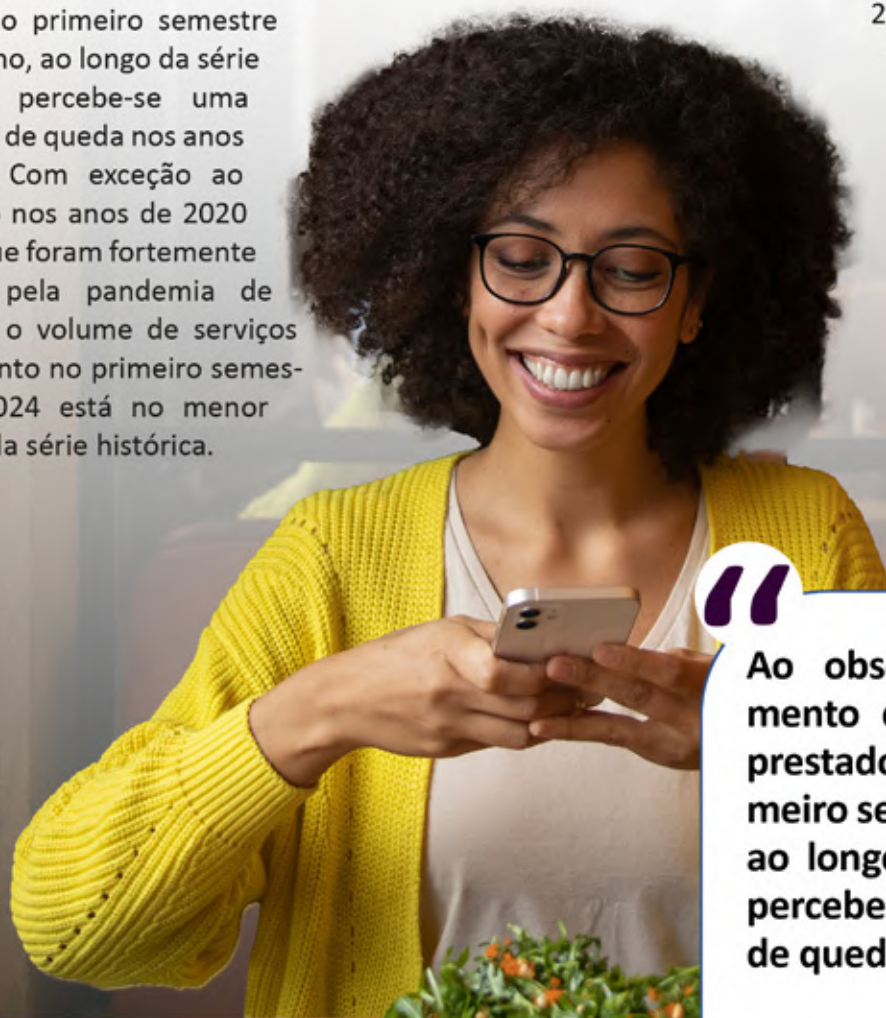 o primeiro semestre
no, ao longo da série
percebe-se uma
de queda nos anos
Com exceção ao
nos anos de 2020
ue foram fortemente
pela pandemia de
o volume de serviços
nto no primeiro semes-
024 está no menor
la série histórica.
2
“
Ao obs
mento
prestado
meiro se
ao long
percebe
de qued